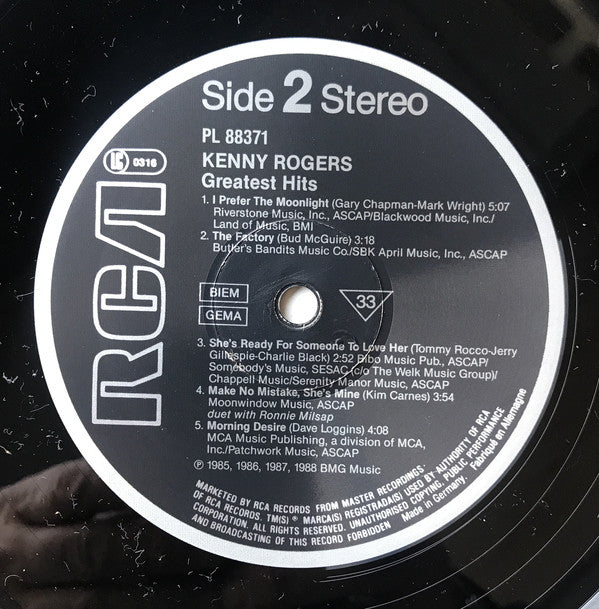 Side 2 Stereo
PL 88371
LC 0316
KENNY ROGERS
Greatest Hits
RCA
1. I Prefer The Moonlight (Gary Chapman-Mark Wright) 5:07
Riverstone Music, Inc., ASCAP/Blackwood Music, Inc./
Land of Music, BMI
2. The Factory (Bud McGuire) 3:18
Butler's Bandits Music Co/SBK April Music, Inc., ASCAP
BIEM
GEMA
33
3. She's Ready For Someone To Love Her (Tommy Rocco-Jerry
Gillespie-Charlie Black) 2:52 Bibo Music Pub., ASCAP/
Somebody's Music, SESAC (c/o The Welk Music Group)/
Chappell Music/Serenity Manor Music, ASCAP
4. Make No Mistake, She's Mine (Kim Carnes) 3:54
Moonwindow Music, ASCAP
duet with Ronnie Milsap
5. Morning Desire (Dave Loggins) 4:08
MCA Music Publishing, a division of MCA,
Inc./Patchwork Music, ASCAP
℗ 1985, 1986, 1987, 1988 BMG Music
MARKETED BY RCA RECORDS FROM MASTER RECORDINGS·
OF RCA RECORDS. TM(S) ® MARCA(S) REGISTRADA(S) USED BY AUTHORITY OF RCA
CORPORATION. ALL RIGHTS RESERVED. UNAUTHORISED COPYING, PUBLIC PERFORMANCE
AND BROADCASTING OF THIS RECORD FORBIDDEN
Made in Germany. Fabriqué en Allemagne